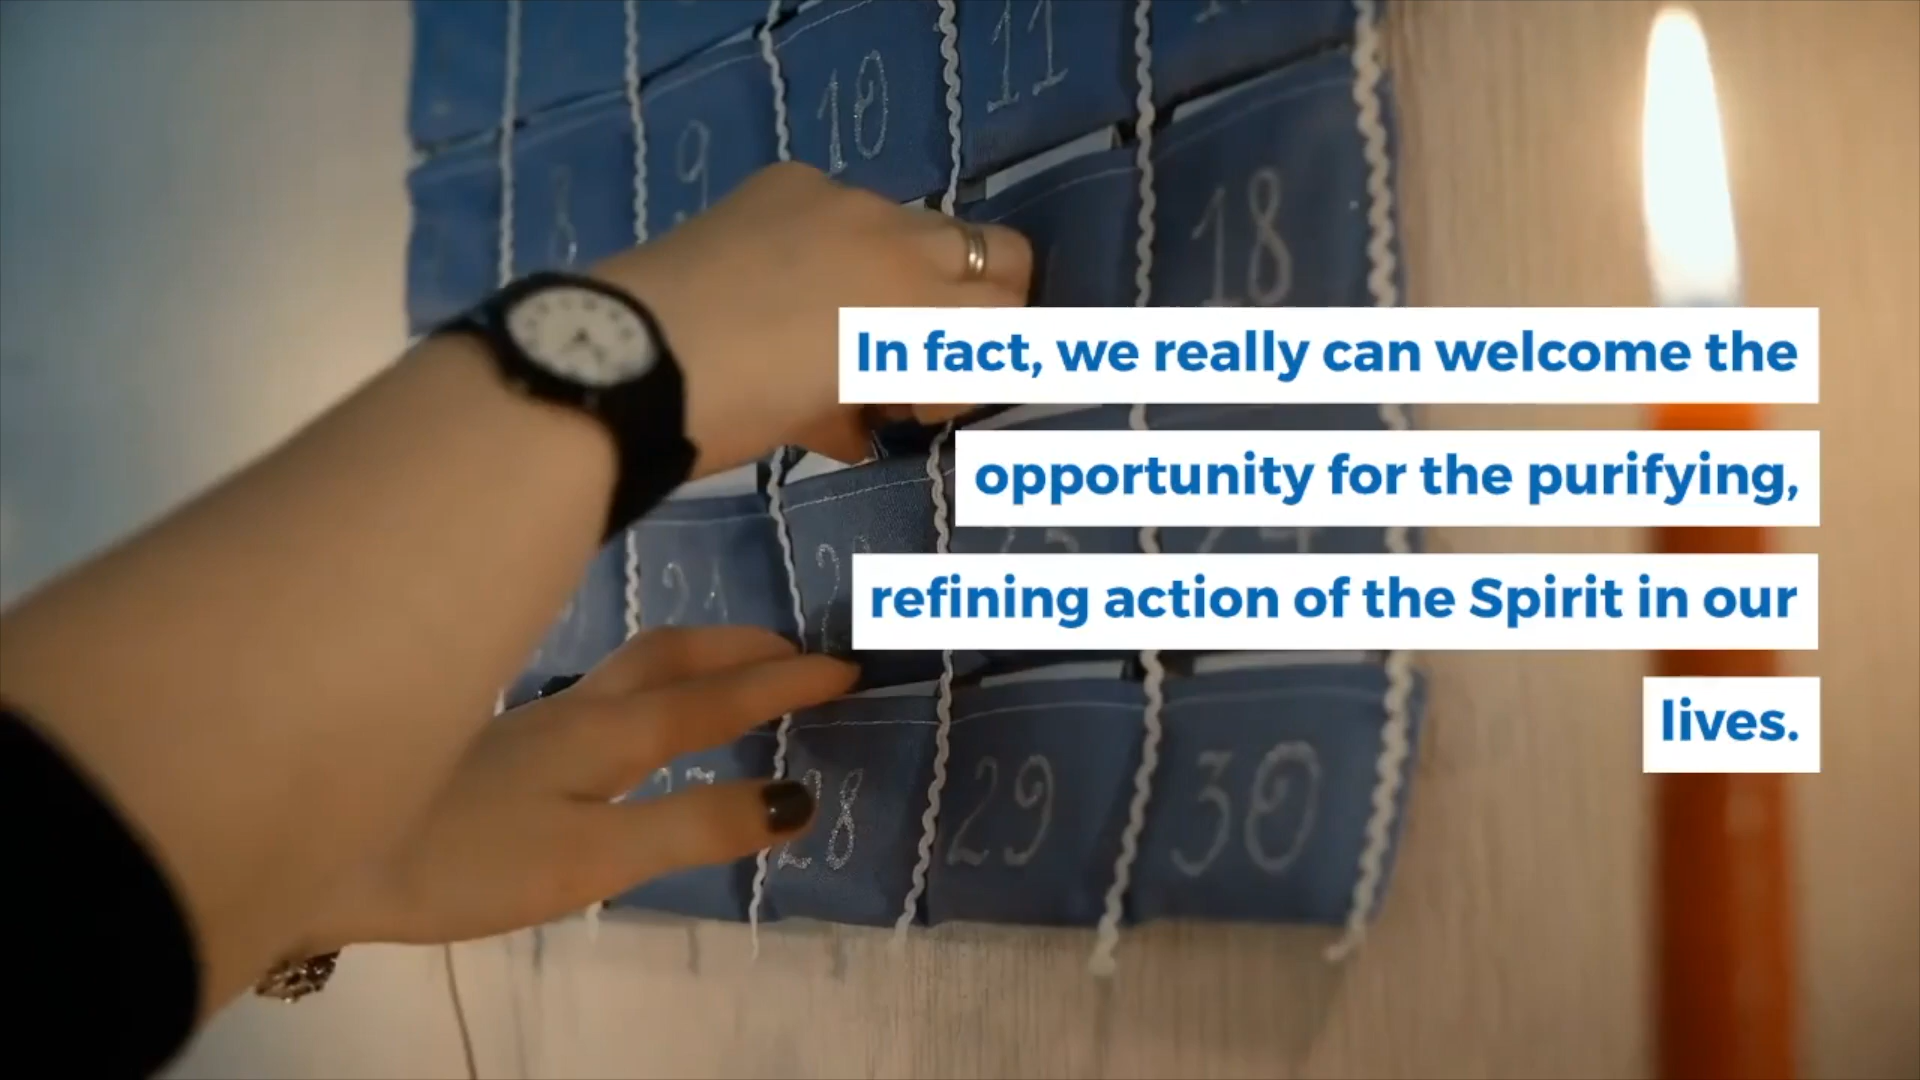 11
10
9
8
18
In fact, we really can welcome the
opportunity for the purifying,
refining action of the Spirit in our
lives.
21
28
29
30